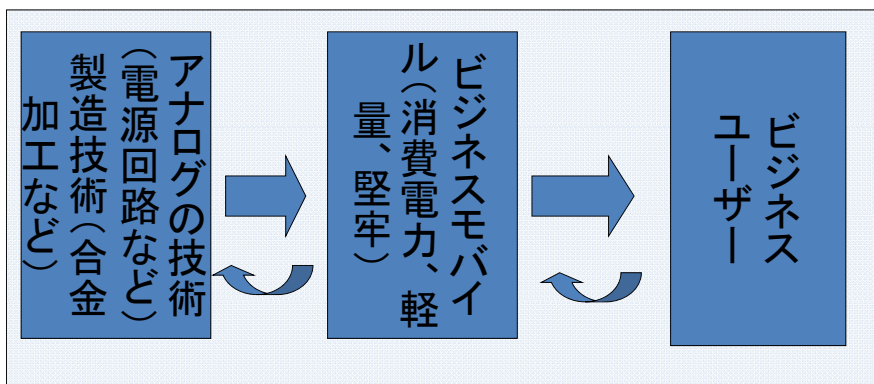 アナログの技術
(電源回路など)
製造技術(合金
加工など)
ビジネスモバイ
ル(消費電力、軽
量、堅牢)
ビジネス
ユーザー